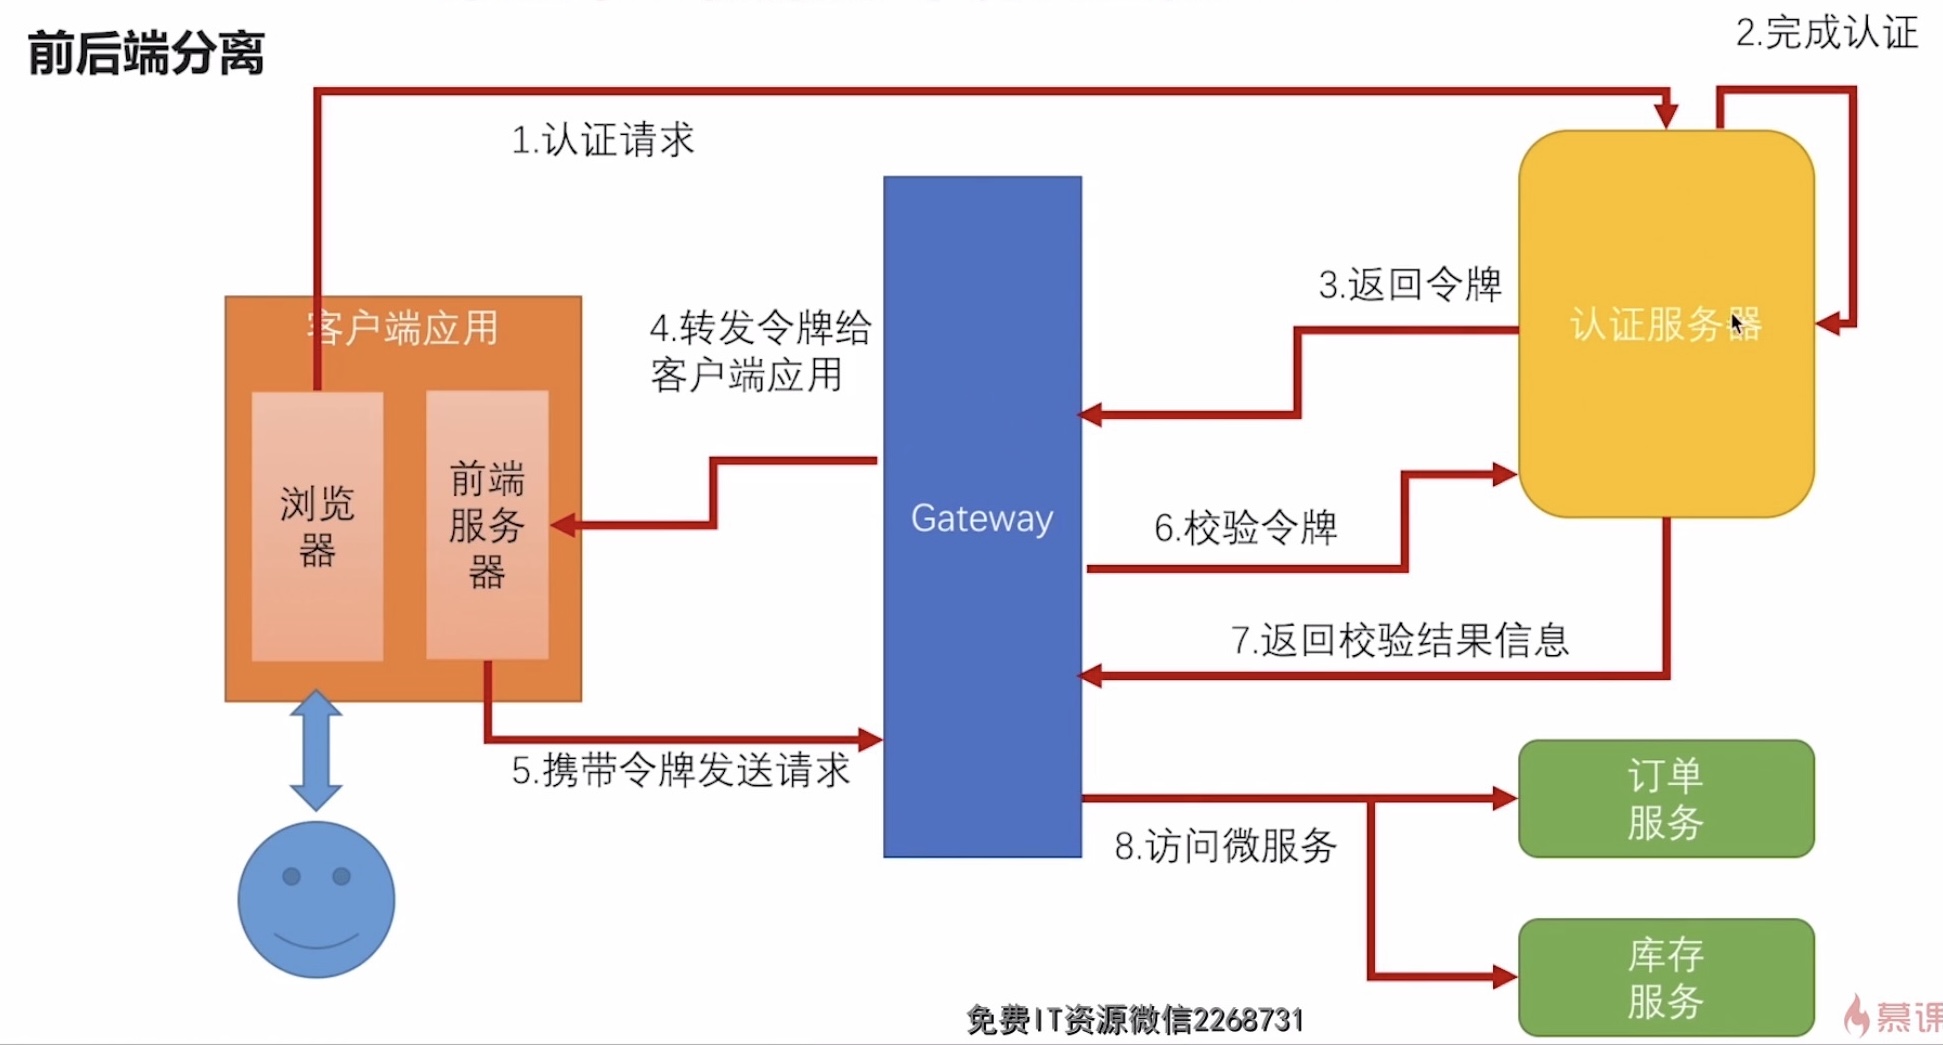 前后端分离
2.完成认证
1.认证请求
3.返回令牌
认证服务器
客户端应用
4.转发令牌给
客户端应用
浏览
器
前端
服务
器
Gateway
6.校验令牌
7.返回校验结果信息
5.携带令牌发送请求
8.访问微服务
订单
服务
库存
服务
免费IT资源微信2268731
慕课